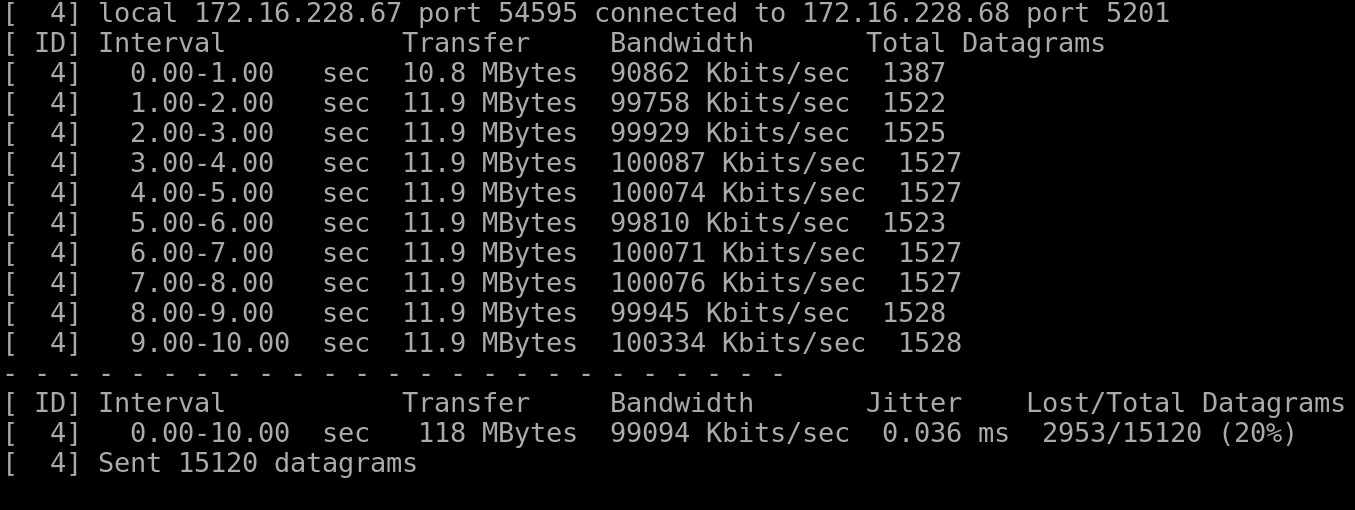 [  4] local 172.16.228.67 port 54595 connected to 172.16.228.68 port 5201
[ ID] Interval           Transfer     Bandwidth       Total Datagrams
[  4]   0.00-1.00   sec  10.8 MBytes  90862 Kbits/sec  1387
[  4]   1.00-2.00   sec  11.9 MBytes  99758 Kbits/sec  1522
[  4]   2.00-3.00   sec  11.9 MBytes  99929 Kbits/sec  1525
[  4]   3.00-4.00   sec  11.9 MBytes  100087 Kbits/sec  1527
[  4]   4.00-5.00   sec  11.9 MBytes  100074 Kbits/sec  1527
[  4]   5.00-6.00   sec  11.9 MBytes  99810 Kbits/sec  1523
[  4]   6.00-7.00   sec  11.9 MBytes  100071 Kbits/sec  1527
[  4]   7.00-8.00   sec  11.9 MBytes  100076 Kbits/sec  1527
[  4]   8.00-9.00   sec  11.9 MBytes  99945 Kbits/sec  1528
[  4]   9.00-10.00  sec  11.9 MBytes  100334 Kbits/sec  1528
- - - - - - - - - - - - - - - - - - - - - - - - -
[ ID] Interval           Transfer     Bandwidth       Jitter    Lost/Total Datagrams
[  4]   0.00-10.00  sec   118 MBytes  99094 Kbits/sec  0.036 ms  2953/15120 (20%)
[  4] Sent 15120 datagrams